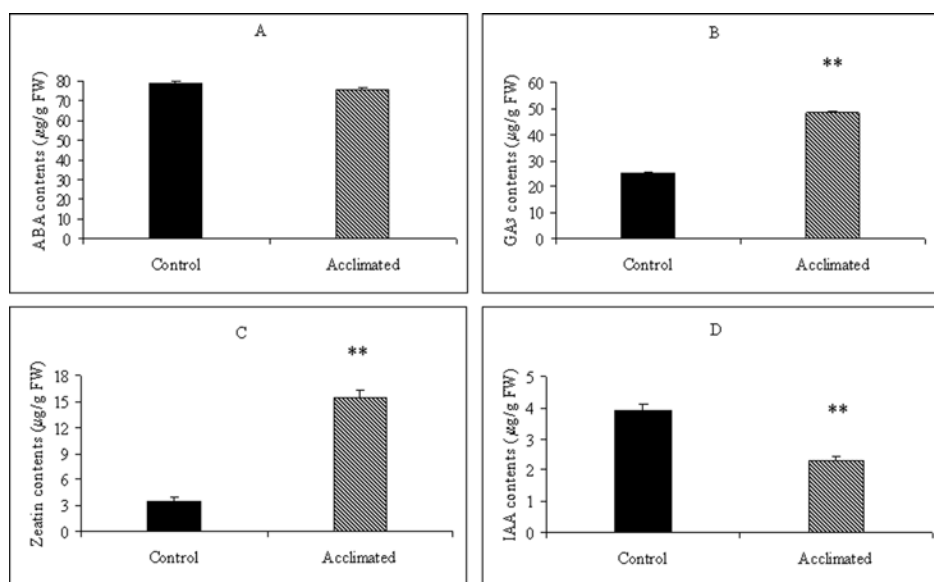 A
ABA contents (µg/g FW)
80
70
60
50
40
30
20
10
0
Control Acclimated
B
**
GA3 contents (µg/g FW)
60
50
40
30
20
10
0
Control Acclimated
C
**
Zeatin contents (µg/g FW)
18
15
12
9
6
3
0
Control Acclimated
D
**
IAA contents (µg/g FW)
5
4
3
2
1
0
Control Acclimated